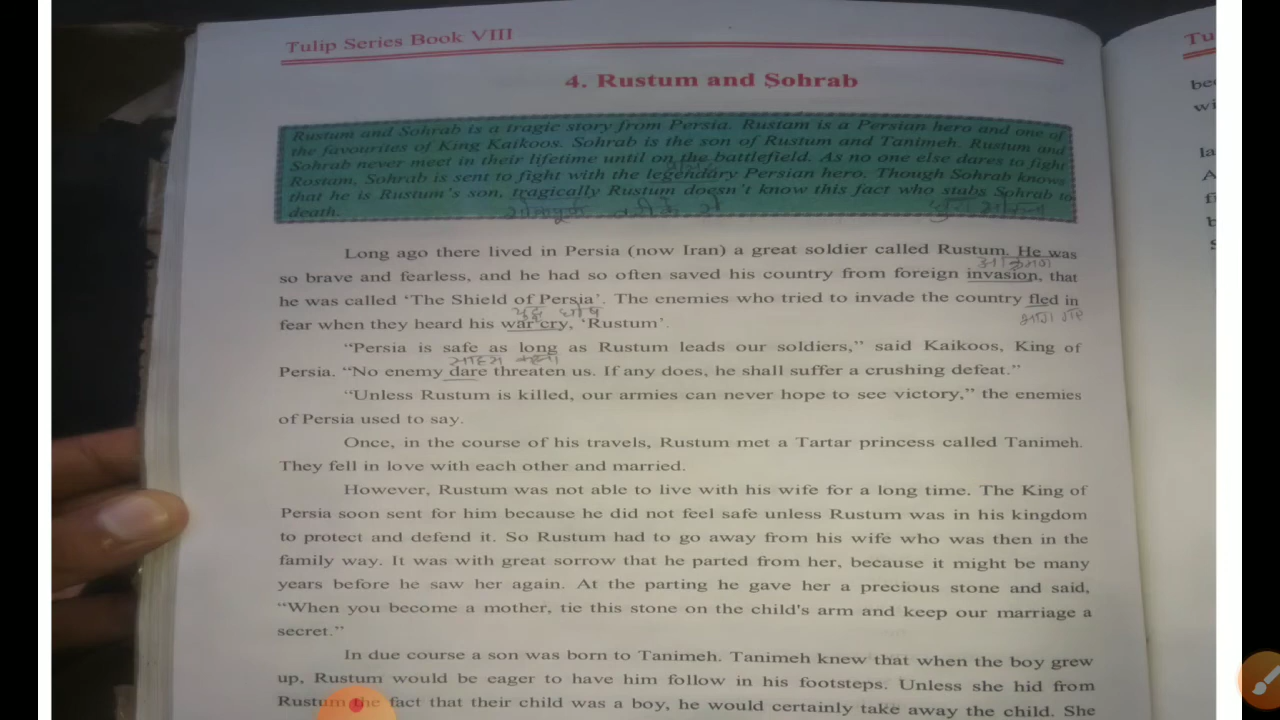 Tulip Series Book VIII
Tu
4. Rustum and Sohrab
Rustum and Sohrab is a tragic story from Persia. Rustam is a Persian hero and one of
the favourites of King Kaikoos. Sohrab is the son of Rustum and Tanimeh. Rustum and
Sohrab never meet in their lifetime until on the battlefield. As no one else dares to fight
Rostam, Sohrab is sent to fight with the legendary Persian hero. Though Sohrab knows
that he is Rustum's son, tragically Rustum doesn't know this fact who stabs Sohrab to
death.
तरीके से
Long ago there lived in Persia (now Iran) a great soldier called Rustum. He was
आक्रमण
so brave and fearless, and he had so often saved his country from foreign invasion, that
he was called 'The Shield of Persia'. The enemies who tried to invade the country fled in
युद्ध घोष
भाग गए
fear when they heard his war cry, 'Rustum'.
"Persia is safe as long as Rustum leads our soldiers," said Kaikoos, King of
साहस करना
Persia. "No enemy dare threaten us. If any does, he shall suffer a crushing defeat."
"Unless Rustum is killed, our armies can never hope to see victory," the enemies
of Persia used to say.
Once, in the course of his travels, Rustum met a Tartar princess called Tanimeh.
They fell in love with each other and married.
However, Rustum was not able to live with his wife for a long time. The King of
Persia soon sent for him because he did not feel safe unless Rustum was in his kingdom
to protect and defend it. So Rustum had to go away from his wife who was then in the
family way. It was with great sorrow that he parted from her, because it might be many
years before he saw her again. At the parting he gave her a precious stone and said,
"When you become a mother, tie this stone on the child's arm and keep our marriage a
secret."
In due course a son was born to Tanimeh. Tanimeh knew that when the boy grew
up, Rustum would be eager to have him follow in his footsteps. Unless she hid from
Rustum the fact that their child was a boy, he would certainly take away the child. She